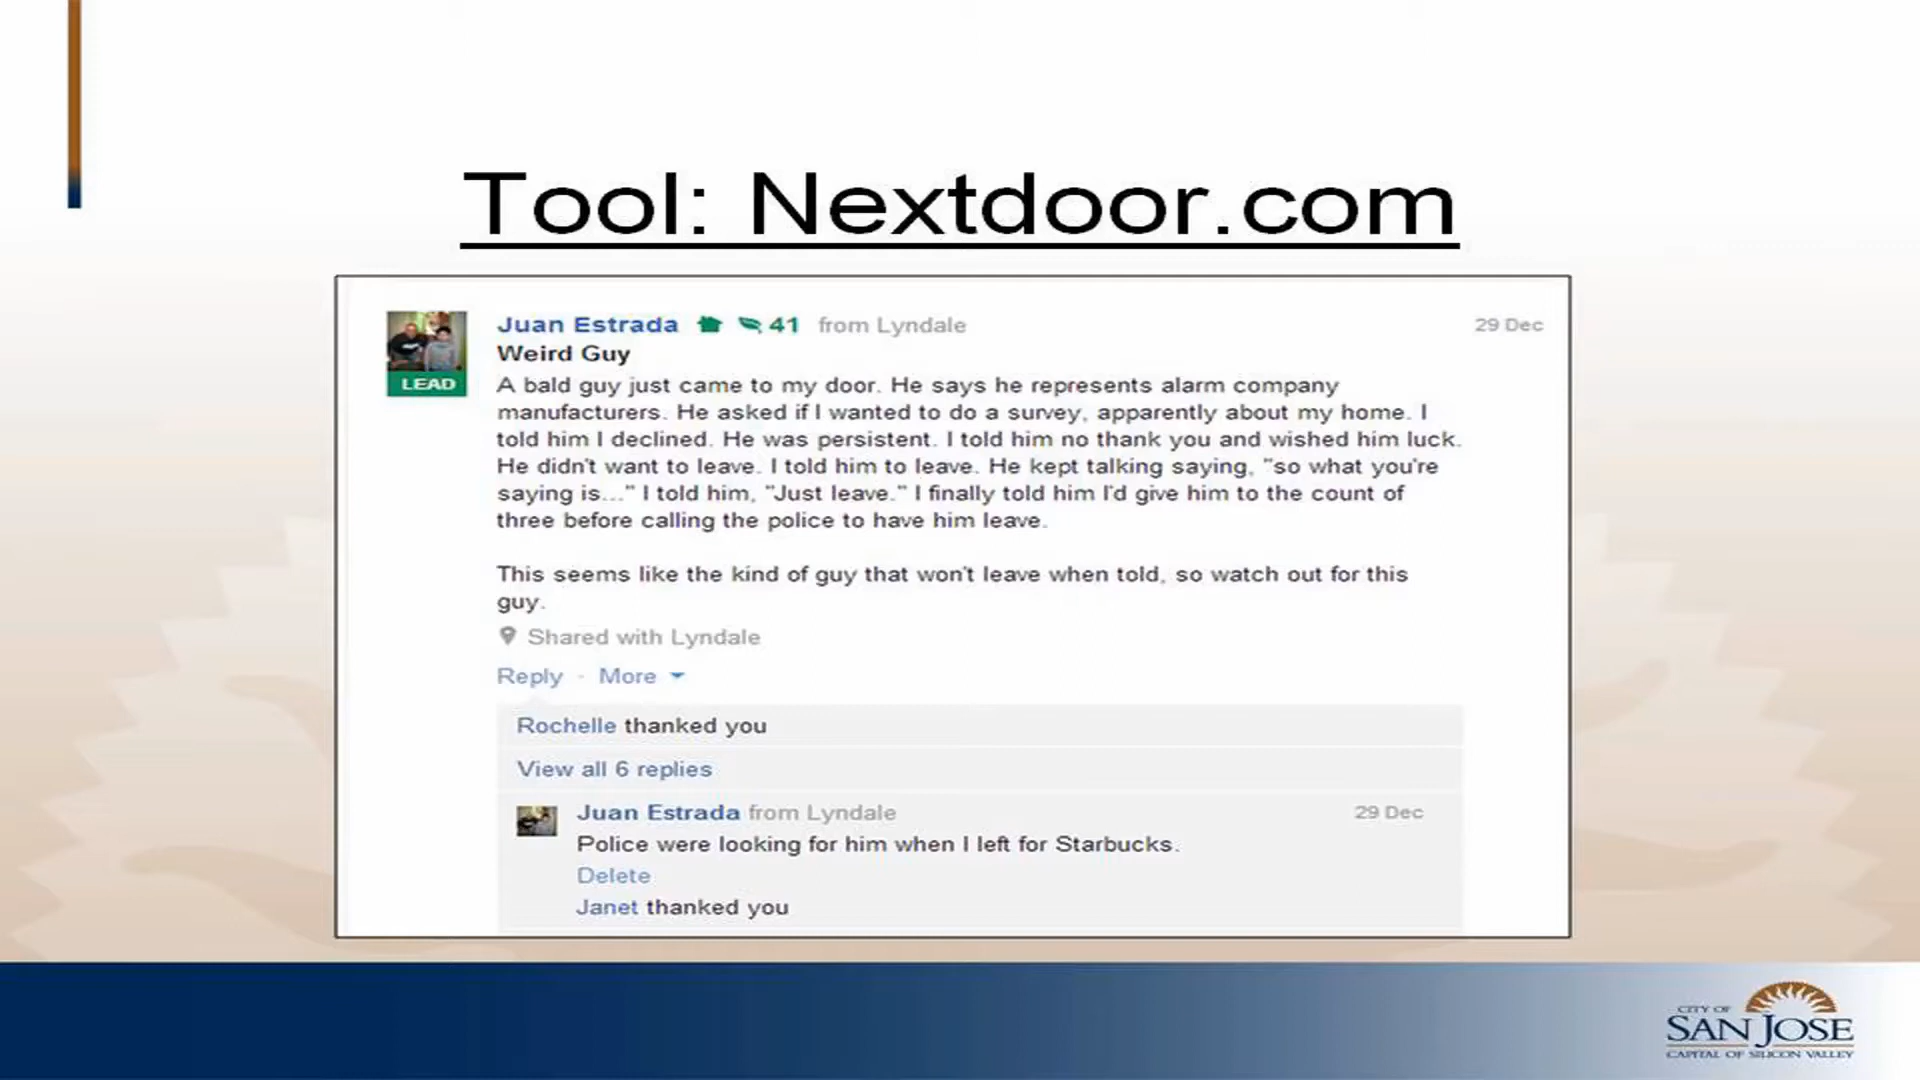 Tool: Nextdoor.com
Juan Estrada 41 from Lyndale 29 Dec
LEAD
Weird Guy
A bald guy just came to my door. He says he represents alarm company
manufacturers. He asked if I wanted to do a survey, apparently about my home. I
told him I declined. He was persistent. I told him no thank you and wished him luck.
He didn't want to leave. I told him to leave. He kept talking saying, "so what you're
saying is..." I told him, "Just leave." I finally told him I'd give him to the count of
three before calling the police to have him leave.
This seems like the kind of guy that won't leave when told, so watch out for this
guy.
Shared with Lyndale
Reply · More
Rochelle thanked you
View all 6 replies
Juan Estrada from Lyndale 29 Dec
Police were looking for him when I left for Starbucks.
Delete
Janet thanked you
CITY OF
SAN JOSE
CAPITAL OF SILICON VALLEY